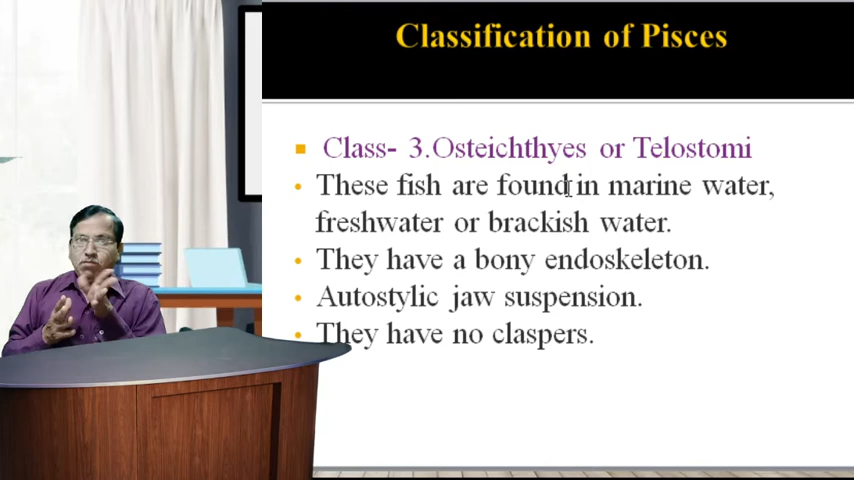 Classification of Pisces
Class- 3.Osteichthyes or Telostomi
These fish are found in marine water,
freshwater or brackish water.
They have a bony endoskeleton.
Autostylic jaw suspension.
They have no claspers.